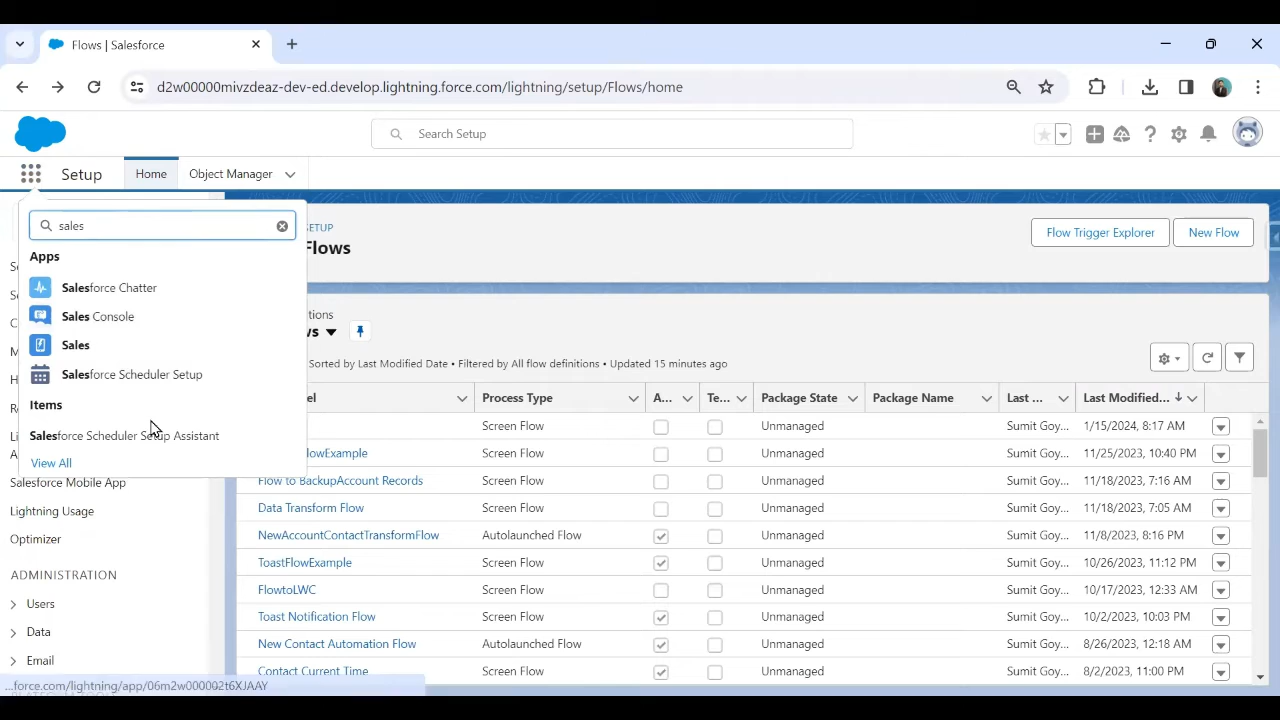 Flows | Salesforce
d2w00000mivzdeaz-dev-ed.develop.lightning.force.com/lightning/setup/Flows/home
Search Setup
Setup
Home
Object Manager
sales
Apps
Salesforce Chatter
Sales Console
Sales
Salesforce Scheduler Setup
Items
Salesforce Scheduler Setup Assistant
View All
Salesforce Mobile App
Lightning Usage
Optimizer
ADMINISTRATION
Users
Data
Email
...force.com/lightning/app/06m2w000002t6XJAAY
SETUP
Flows
Flow Trigger Explorer
New Flow
Sorted by Last Modified Date • Filtered by All flow definitions • Updated 15 minutes ago
Process Type A... Te... Package State Package Name Last ... Last Modified...
Screen Flow Unmanaged Sumit Goy... 1/15/2024, 8:17 AM
Screen Flow Unmanaged Sumit Goy... 11/25/2023, 10:40 PM
Flow to BackupAccount Records Screen Flow Unmanaged Sumit Goy... 11/18/2023, 7:16 AM
Data Transform Flow Screen Flow Unmanaged Sumit Goy... 11/18/2023, 7:05 AM
NewAccountContactTransformFlow Autolaunched Flow Unmanaged Sumit Goy... 11/8/2023, 8:16 PM
ToastFlowExample Screen Flow Unmanaged Sumit Goy... 10/26/2023, 11:12 PM
FlowtoLWC Screen Flow Unmanaged Sumit Goy... 10/17/2023, 12:33 AM
Toast Notification Flow Screen Flow Unmanaged Sumit Goy... 10/2/2023, 10:03 PM
New Contact Automation Flow Autolaunched Flow Unmanaged Sumit Goy... 8/26/2023, 12:18 AM
Contact Current Time Screen Flow Unmanaged Sumit Goy... 8/2/2023, 11:00 PM